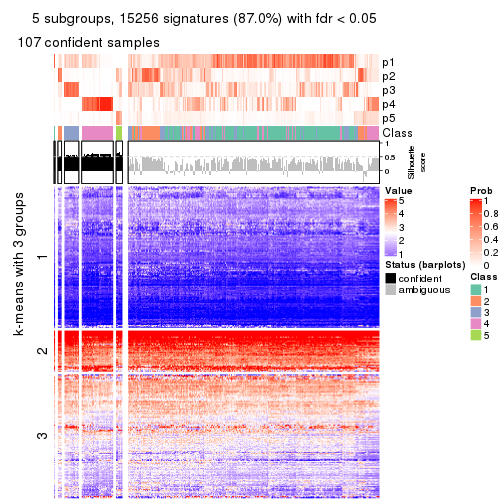 5 subgroups, 15256 signatures (87.0%) with fdr < 0.05
107 confident samples
p1
p2
p3
p4
p5
Class
1
0.5
0
Silhouette
score
k-means with 3 groups
1
2
3
Value
5
4
3
2
1
Status (barplots)
confident
ambiguous
Prob
1
0.8
0.6
0.4
0.2
0
Class
1
2
3
4
5